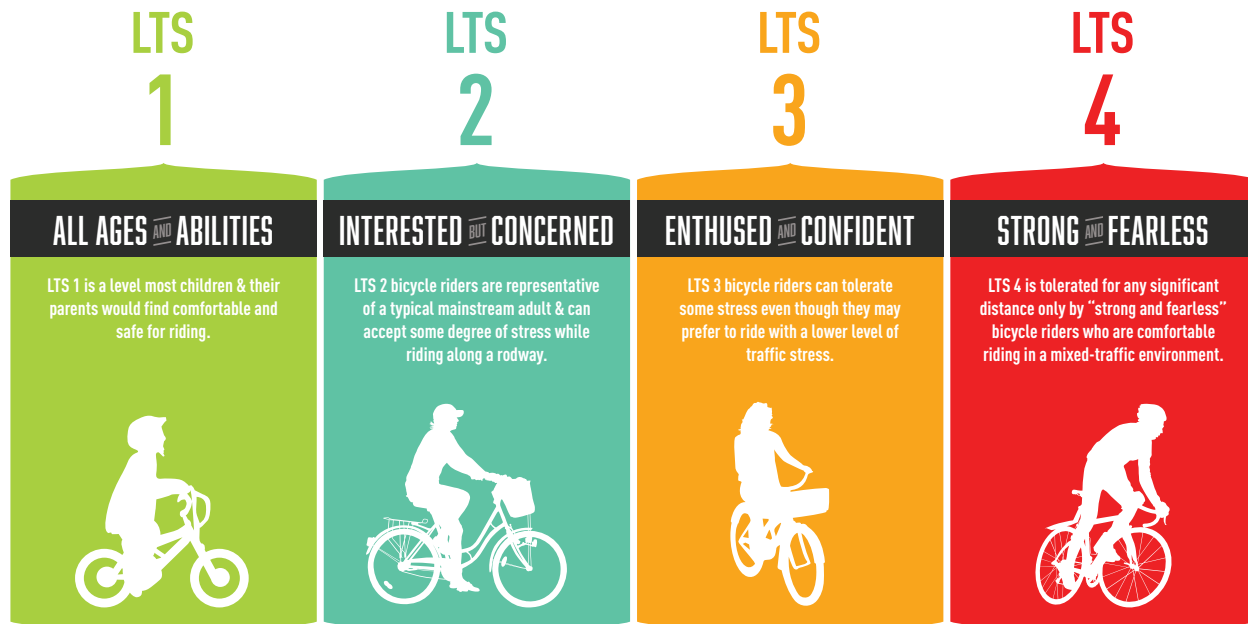 LTS
1
ALL AGES AND ABILITIES
LTS 1 is a level most children & their
parents would find comfortable and
safe for riding.
LTS
2
INTERESTED BUT CONCERNED
LTS 2 bicycle riders are representative
of a typical mainstream adult & can
accept some degree of stress while
riding along a rodway.
LTS
3
ENTHUSED AND CONFIDENT
LTS 3 bicycle riders can tolerate
some stress even though they may
prefer to ride with a lower level of
traffic stress.
LTS
4
STRONG AND FEARLESS
LTS 4 is tolerated for any significant
distance only by “strong and fearless”
bicycle riders who are comfortable
riding in a mixed-traffic environment.